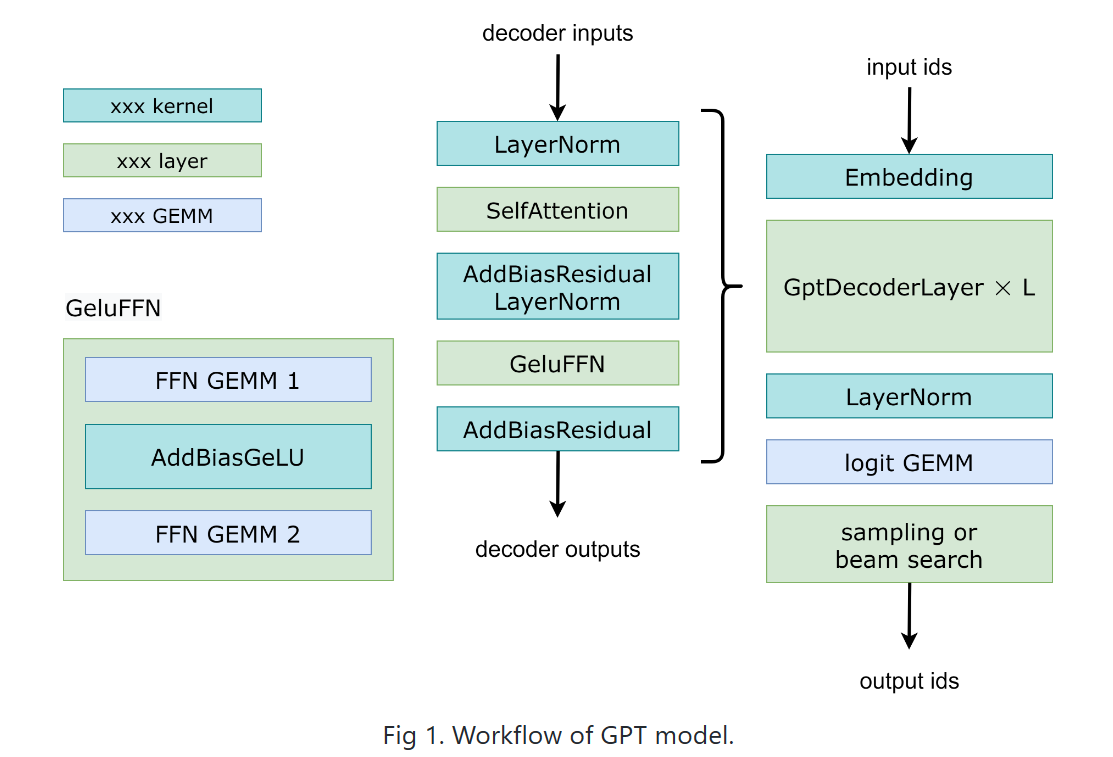 xxx kernel
xxx layer
xxx GEMM
GeluFFN
FFN GEMM 1
AddBiasGeLU
FFN GEMM 2
decoder inputs
LayerNorm
SelfAttention
AddBiasResidual
LayerNorm
GeluFFN
AddBiasResidual
decoder outputs
input ids
Embedding
GptDecoderLayer × L
LayerNorm
logit GEMM
sampling or
beam search
output ids
Fig 1. Workflow of GPT model.